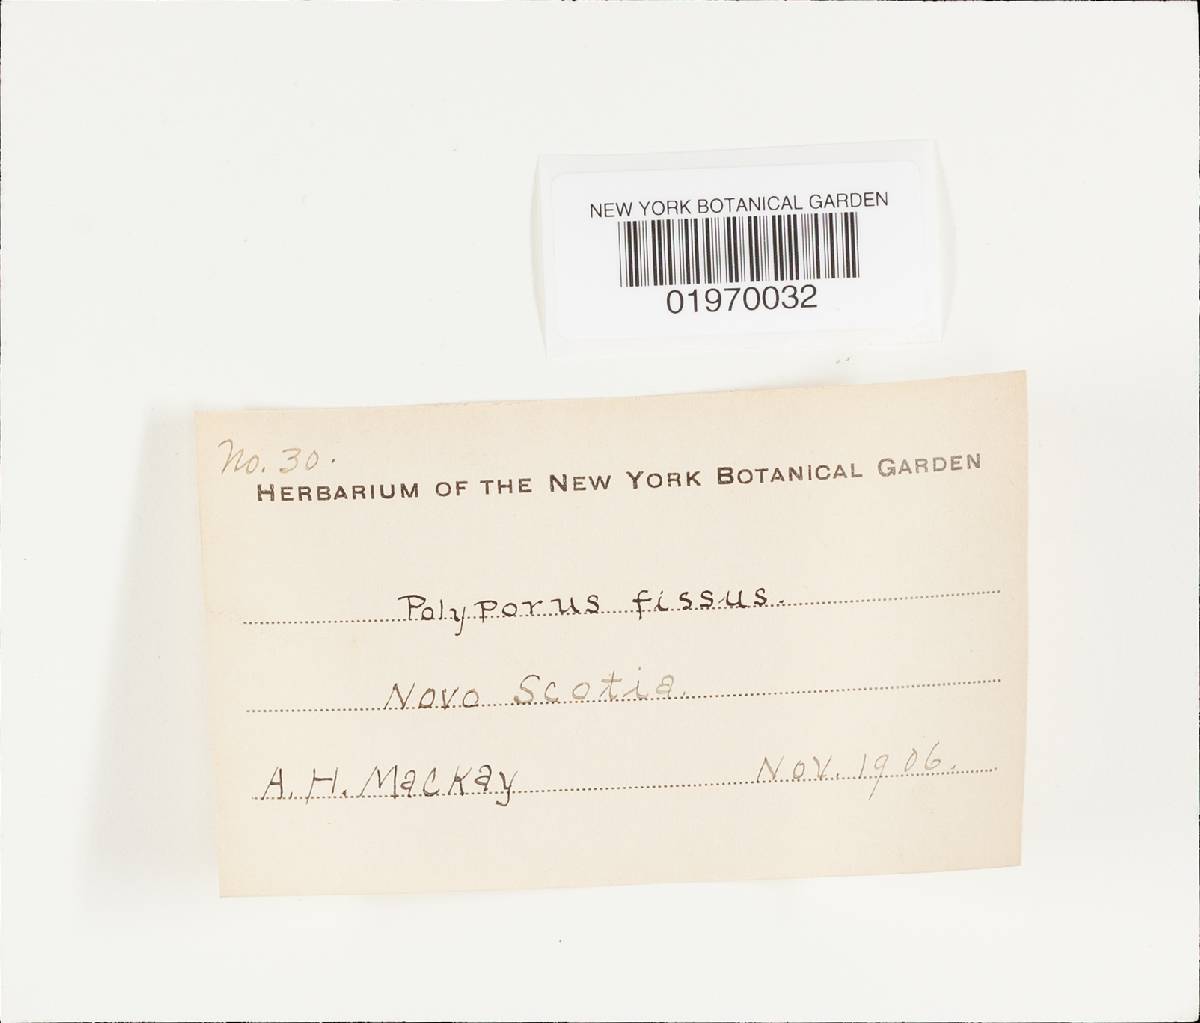 NEW YORK BOTANICAL GARDEN
01970032
No. 30.
HERBARIUM OF THE NEW YORK BOTANICAL GARDEN
Polyporus fissus.
Novo Scotia.
A. H. Mackay Nov. 1906.